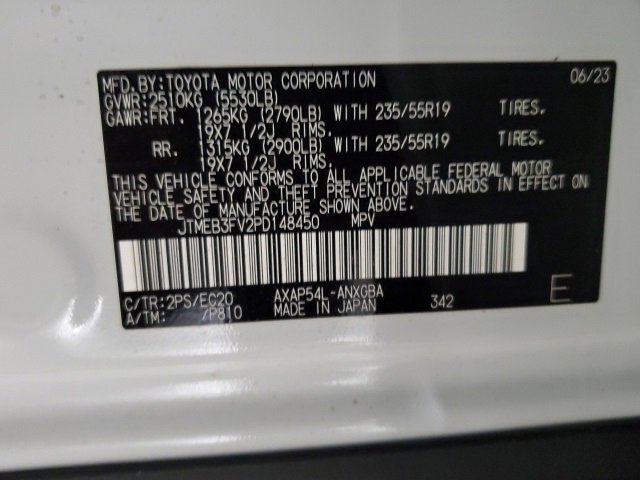 MFD. BY: TOYOTA MOTOR CORPORATION 06/23
GVWR: 2510KG (5530LB)
GAWR: FRT. 1265KG (2790LB) WITH 235/55R19 TIRES.
19X7 1/2J RIMS.
RR. 1315KG (2900LB) WITH 235/55R19 TIRES.
19X7 1/2J RIMS.
THIS VEHICLE CONFORMS TO ALL APPLICABLE FEDERAL MOTOR
VEHICLE SAFETY AND THEFT PREVENTION STANDARDS IN EFFECT ON
THE DATE OF MANUFACTURE SHOWN ABOVE.
JTMEB3FV2PD148450 MPV
C/TR: 2PS/EC20 AXAP54L-ANXGBA
A/TM: /P810 MADE IN JAPAN 342 E